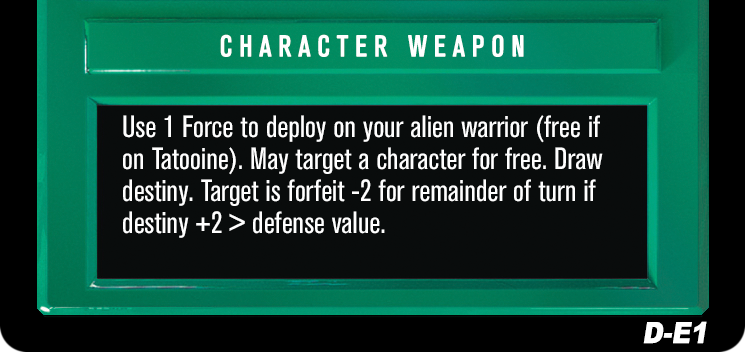 CHARACTER WEAPON
Use 1 Force to deploy on your alien warrior (free if
on Tatooine). May target a character for free. Draw
destiny. Target is forfeit -2 for remainder of turn if
destiny +2 > defense value.
D-E1